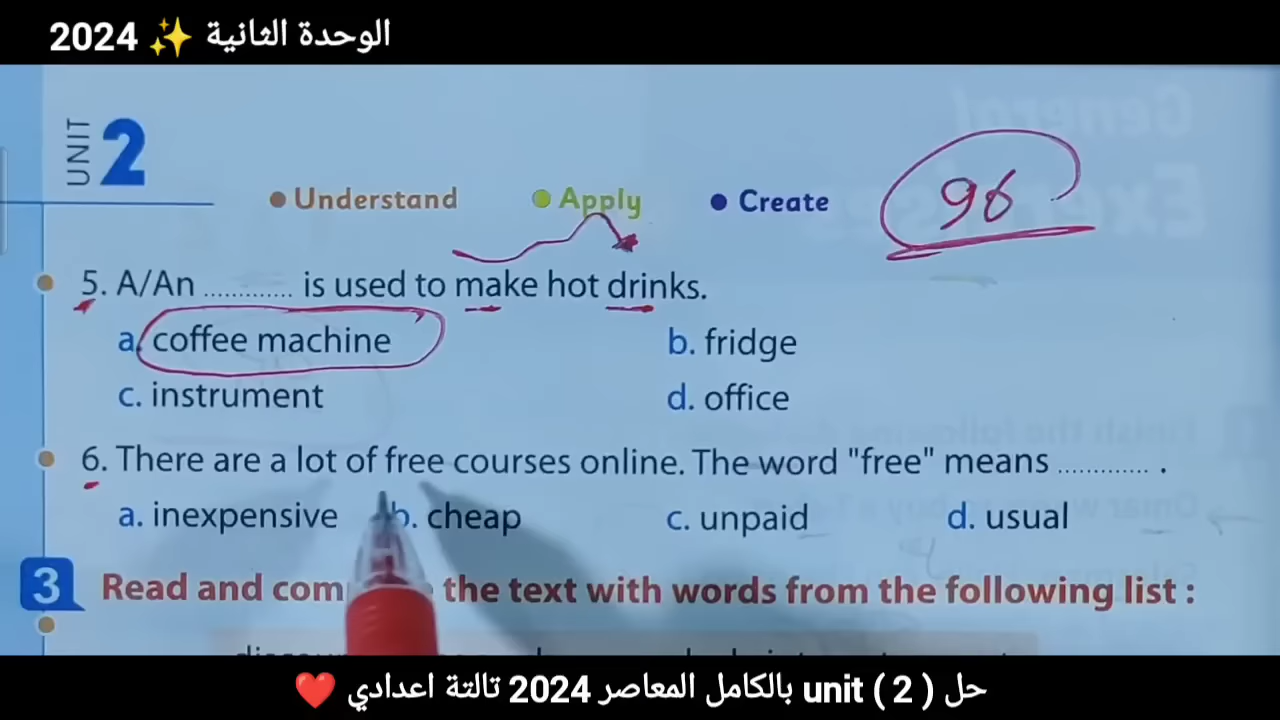 الوحدة الثانية ✨ 2024
UNIT 2
Understand Apply Create
96
5. A/An ............ is used to make hot drinks.
a. coffee machine b. fridge
c. instrument d. office
6. There are a lot of free courses online. The word "free" means ............ .
a. inexpensive b. cheap c. unpaid d. usual
3 Read and the text with words from the following list :
حل unit ( 2 ) بالكامل المعاصر 2024 تالتة اعدادي ❤️